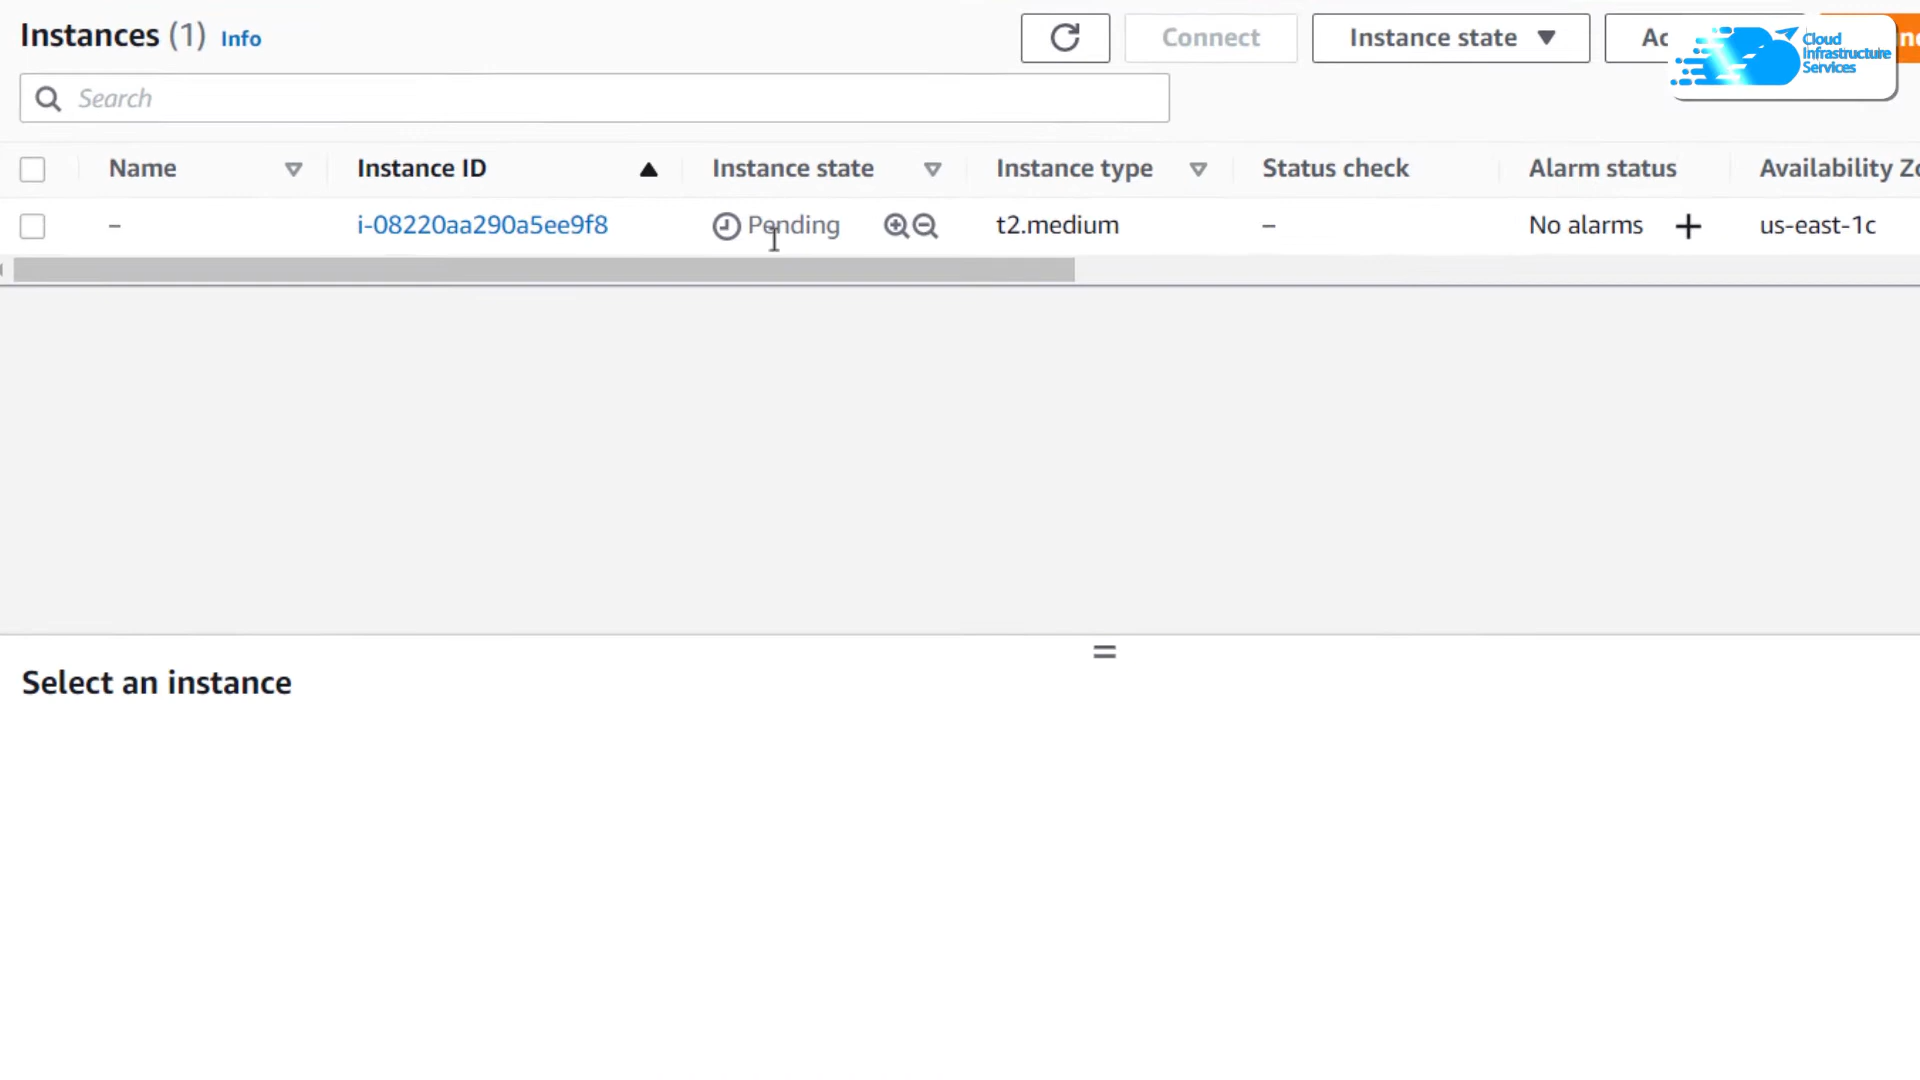 Instances (1) Info
Connect
Instance state
Cloud
Infrastructure
Services
Search
Name Instance ID Instance state Instance type Status check Alarm status Availability
– i-08220aa290a5ee9f8 Pending t2.medium – No alarms + us-east-1c
Select an instance